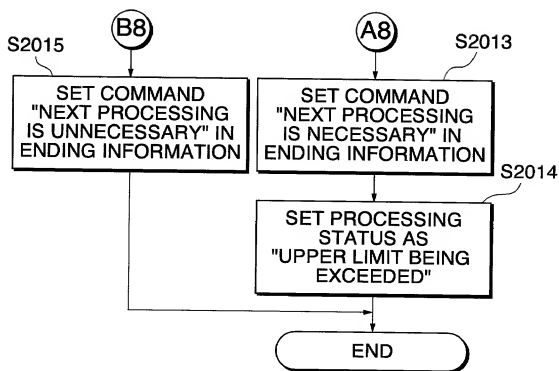 B8
A8
S2015
S2013
SET COMMAND
"NEXT PROCESSING
IS UNNECESSARY" IN
ENDING INFORMATION
SET COMMAND
"NEXT PROCESSING
IS NECESSARY" IN
ENDING INFORMATION
S2014
SET PROCESSING
STATUS AS
"UPPER LIMIT BEING
EXCEEDED"
END